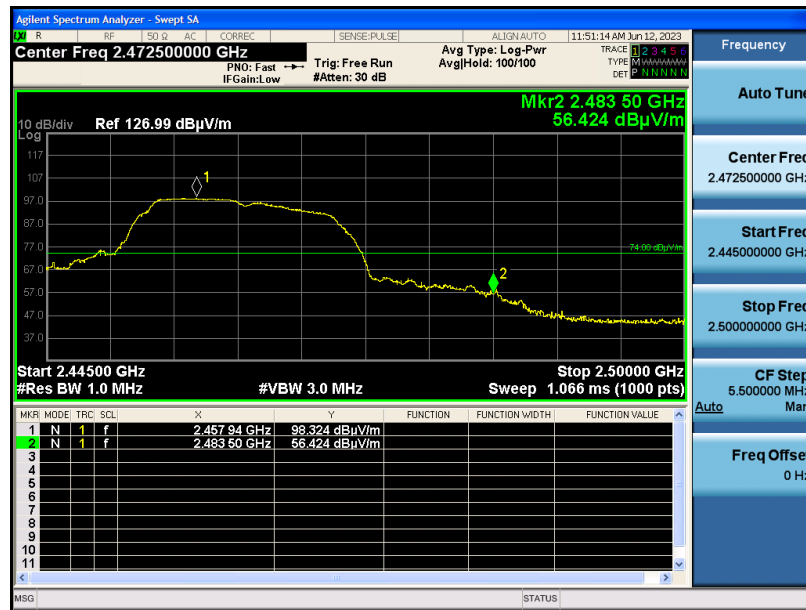 Agilent Spectrum Analyzer - Swept SA
LXI R RF 50 Ω AC CORREC SENSE:PULSE ALIGN AUTO 11:51:14 AM Jun 12, 2023
Center Freq 2.472500000 GHz
PNO: Fast
IFGain:Low
Trig: Free Run
#Atten: 30 dB
Avg Type: Log-Pwr
Avg|Hold: 100/100
TRACE 1 2 3 4 5 6
TYPE M
DET P N N N N N
Mkr2 2.483 50 GHz
56.424 dBµV/m
10 dB/div Ref 126.99 dBµV/m
Log
117
107
97.0
87.0
77.0
67.0
57.0
47.0
37.0
1
74.00 dBµV/m
2
Start 2.44500 GHz Stop 2.50000 GHz
#Res BW 1.0 MHz #VBW 3.0 MHz Sweep 1.066 ms (1000 pts)
MKR MODE TRC SCL X Y FUNCTION FUNCTION WIDTH FUNCTION VALUE
1 N 1 f 2.457 94 GHz 98.324 dBµV/m
2 N 1 f 2.483 50 GHz 56.424 dBµV/m
3
4
5
6
7
8
9
10
11
MSG STATUS
Frequency
Auto Tune
Center Freq
2.472500000 GHz
Start Freq
2.445000000 GHz
Stop Freq
2.500000000 GHz
CF Step
5.500000 MHz
Auto Man
Freq Offset
0 Hz